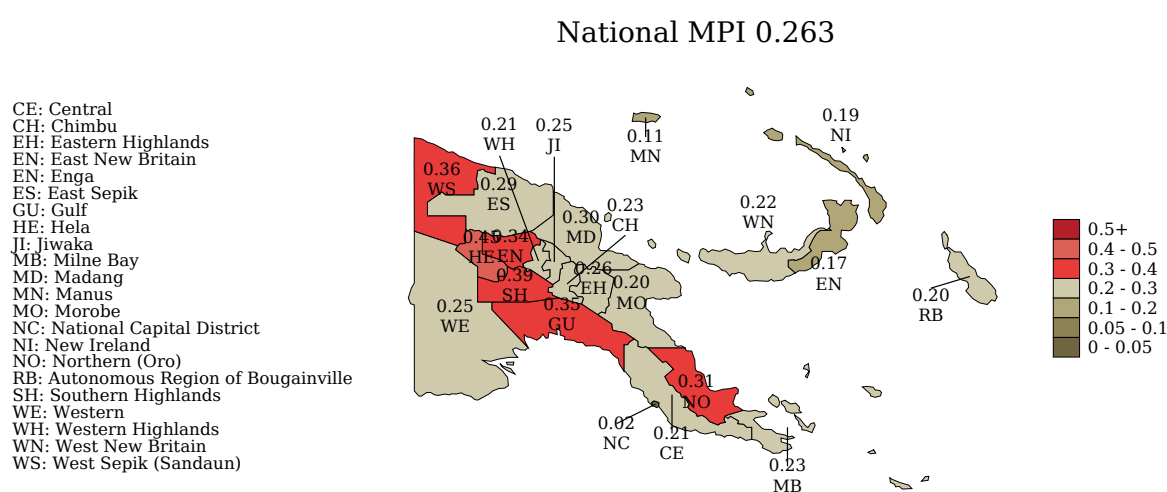 National MPI 0.263
CE: Central
CH: Chimbu
EH: Eastern Highlands
EN: East New Britain
EN: Enga
ES: East Sepik
GU: Gulf
HE: Hela
JI: Jiwaka
MB: Milne Bay
MD: Madang
MN: Manus
MO: Morobe
NC: National Capital District
NI: New Ireland
NO: Northern (Oro)
RB: Autonomous Region of Bougainville
SH: Southern Highlands
WE: Western
WH: Western Highlands
WN: West New Britain
WS: West Sepik (Sandaun)
0.36
WS
0.21
WH
0.25
JI
0.29
ES
0.11
MN
0.19
NI
0.30
MD
0.23
CH
0.22
WN
HE
0.34
EN
0.39
SH
0.26
EH
0.20
MO
0.17
EN
0.20
RB
0.25
WE
0.35
GU
0.31
NO
0.02
NC
0.21
CE
0.23
MB
0.5+
0.4 - 0.5
0.3 - 0.4
0.2 - 0.3
0.1 - 0.2
0.05 - 0.1
0 - 0.05